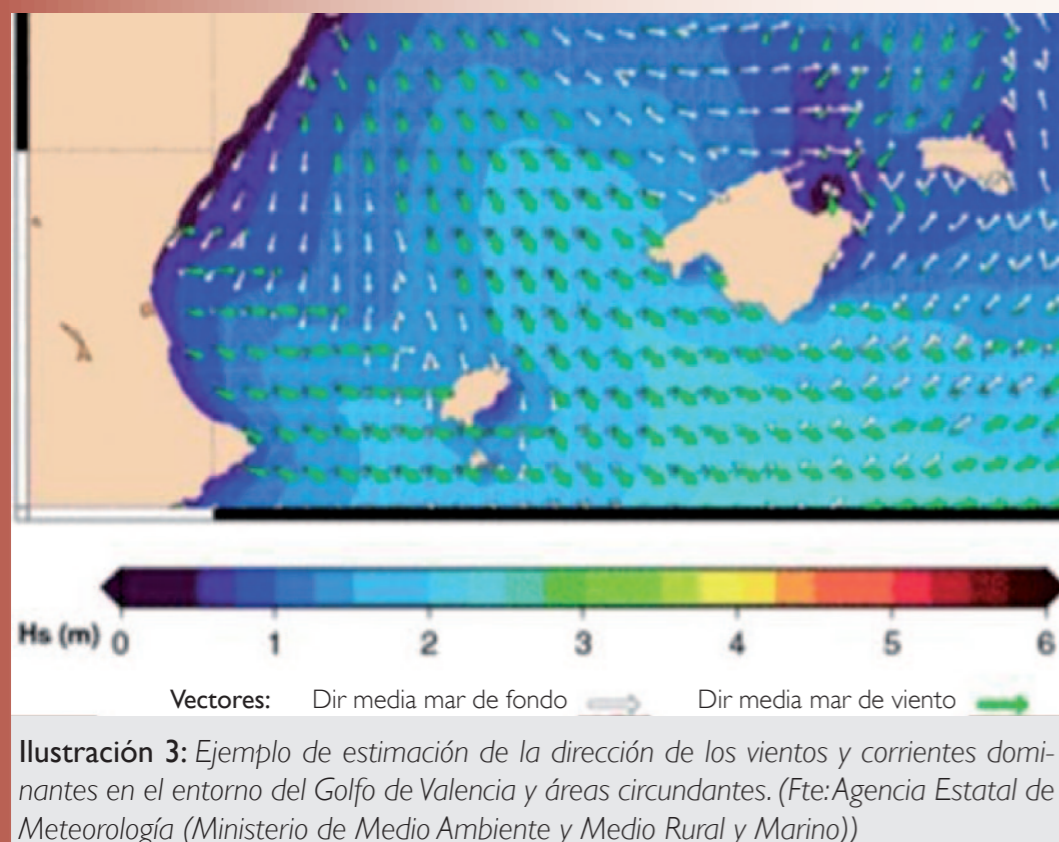 Hs (m) 0 1 2 3 4 5 6
Vectores: Dir media mar de fondo Dir media mar de viento
Ilustración 3: Ejemplo de estimación de la dirección de los vientos y corrientes domi-
nantes en el entorno del Golfo de Valencia y áreas circundantes. (Fte: Agencia Estatal de
Meteorología (Ministerio de Medio Ambiente y Medio Rural y Marino))